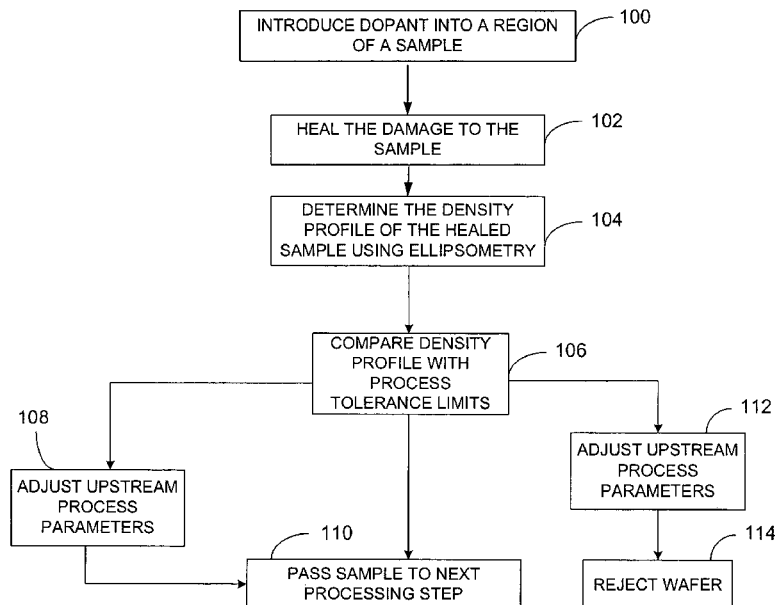 INTRODUCE DOPANT INTO A REGION
OF A SAMPLE
100
HEAL THE DAMAGE TO THE
SAMPLE
102
DETERMINE THE DENSITY
PROFILE OF THE HEALED
SAMPLE USING ELLIPSOMETRY
104
COMPARE DENSITY
PROFILE WITH
PROCESS
TOLERANCE LIMITS
106
108
ADJUST UPSTREAM
PROCESS
PARAMETERS
112
ADJUST UPSTREAM
PROCESS
PARAMETERS
110
PASS SAMPLE TO NEXT
PROCESSING STEP
114
REJECT WAFER